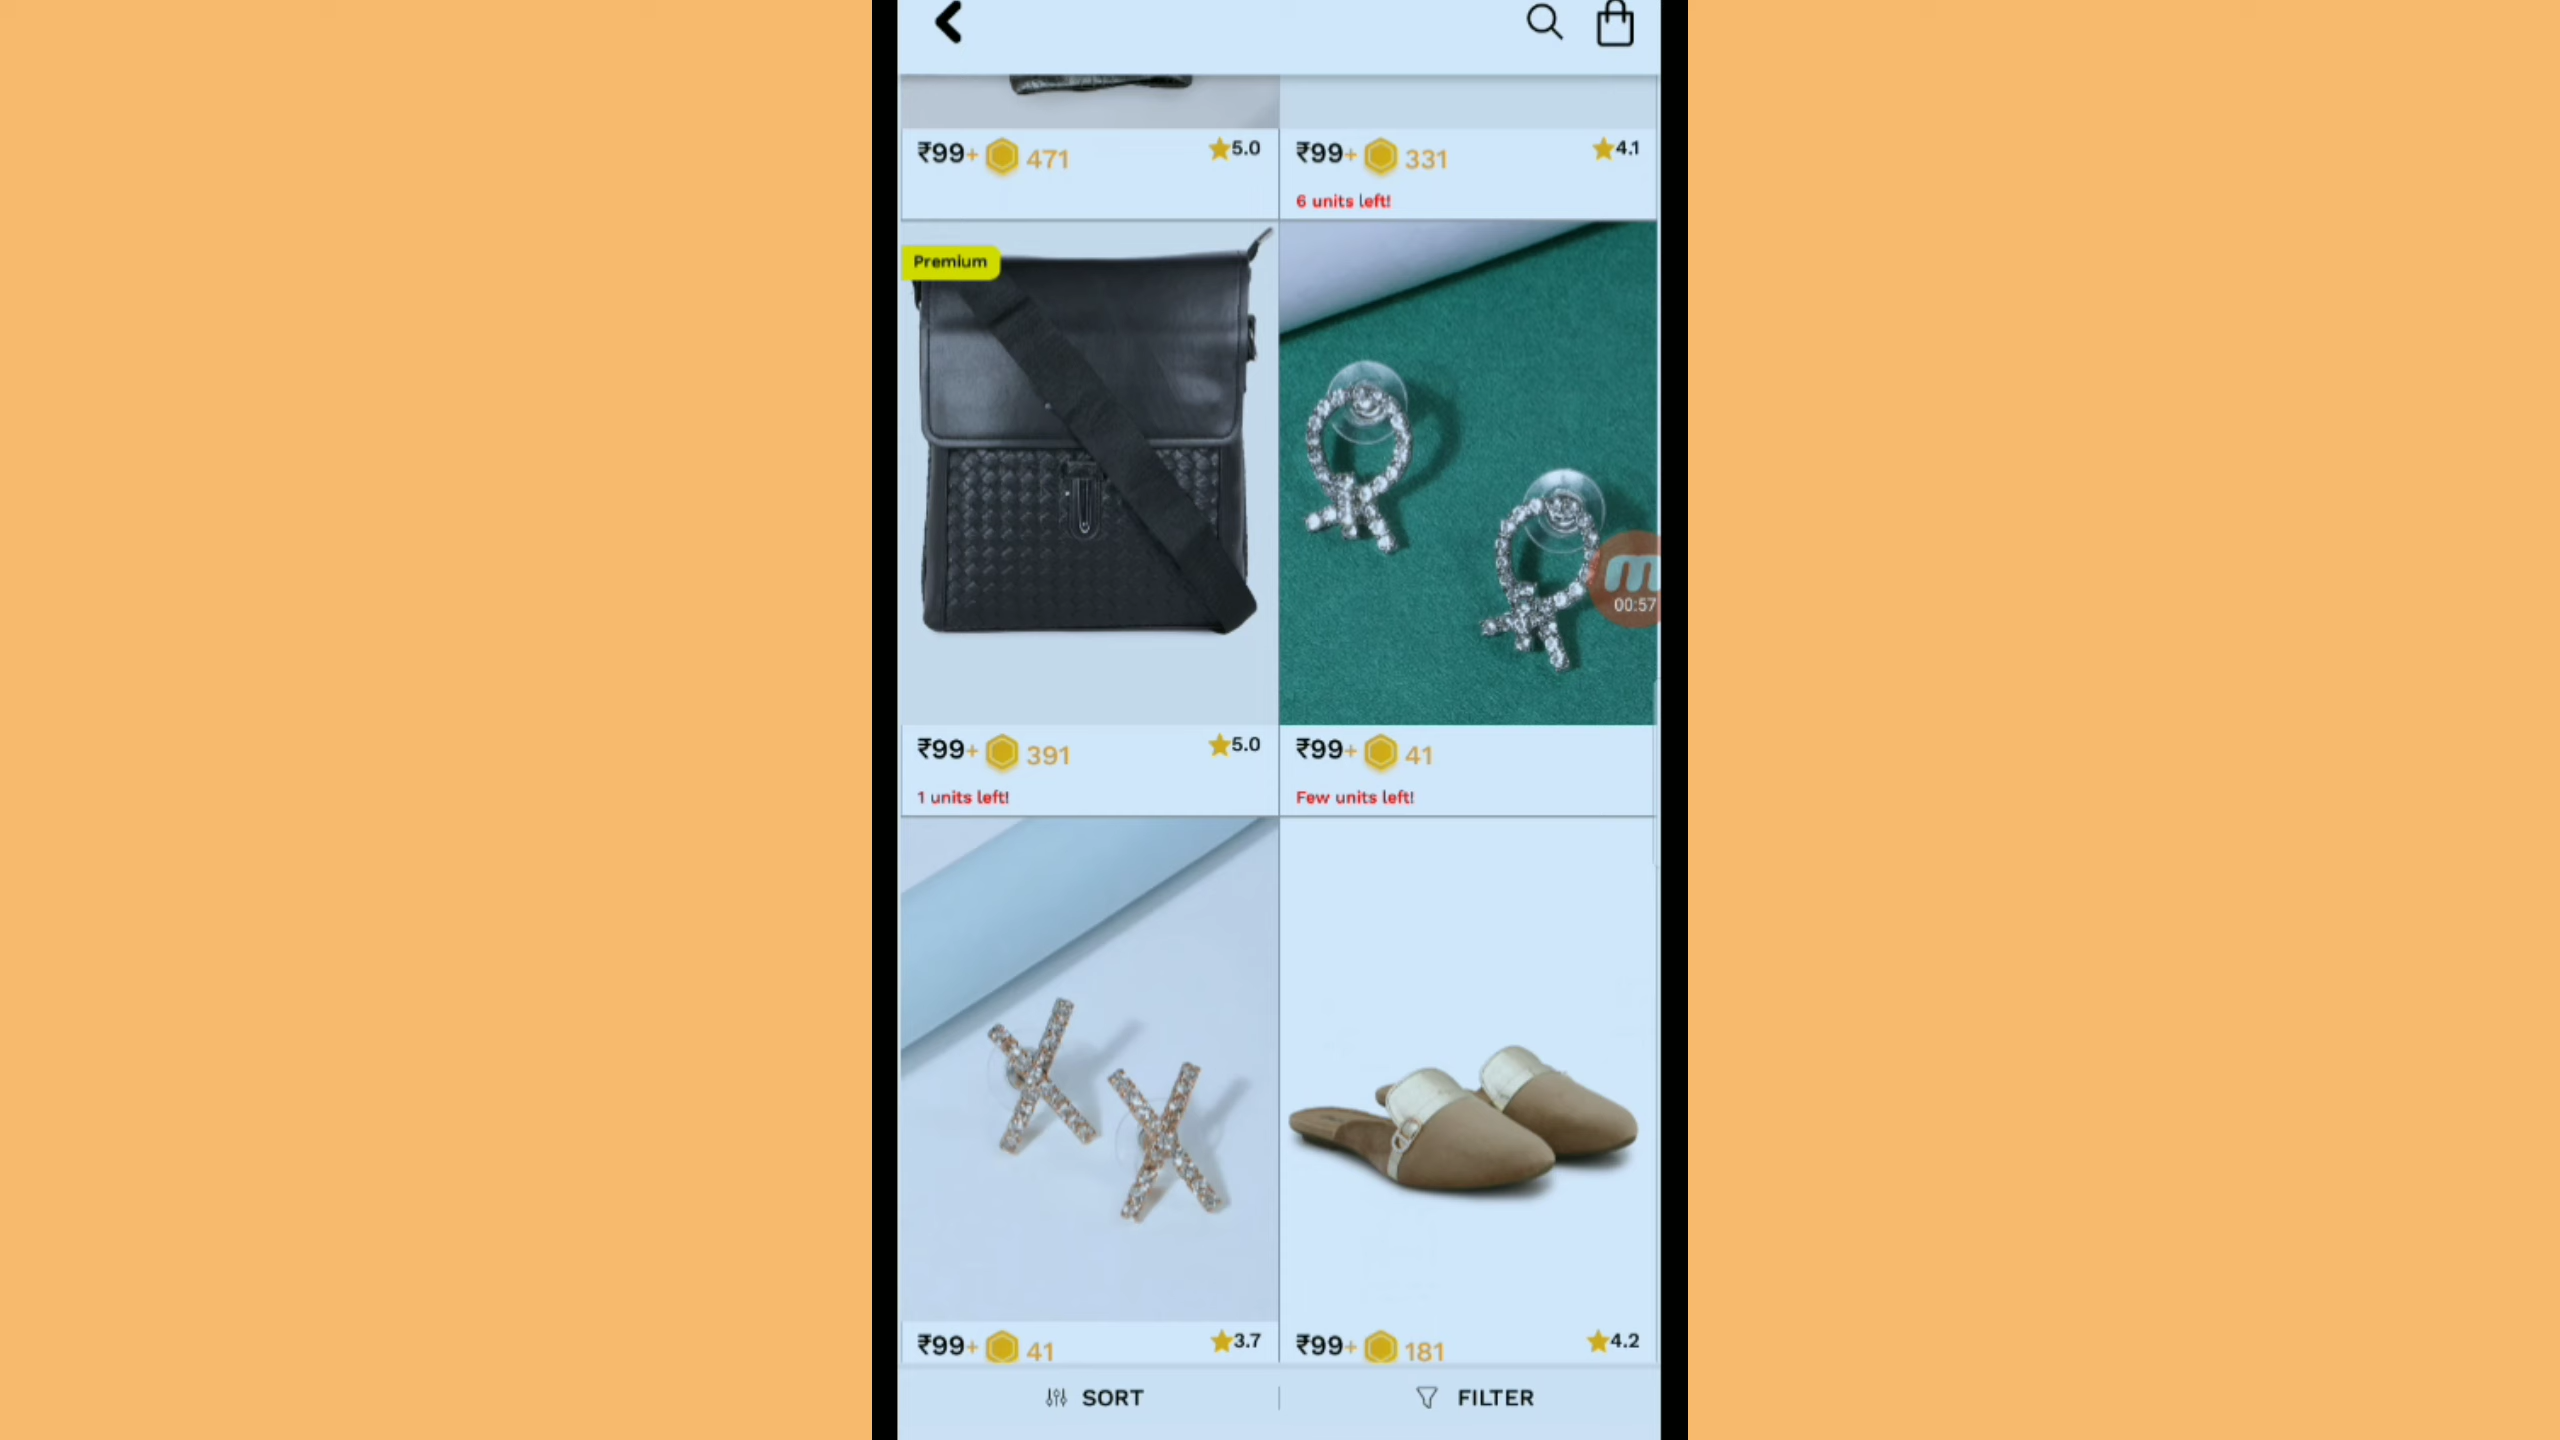 ₹99+ 471 5.0
₹99+ 331 4.1
6 units left!
Premium
00:57
₹99+ 391 5.0
₹99+ 41
1 units left!
Few units left!
₹99+ 41 3.7
₹99+ 181 4.2
SORT
FILTER